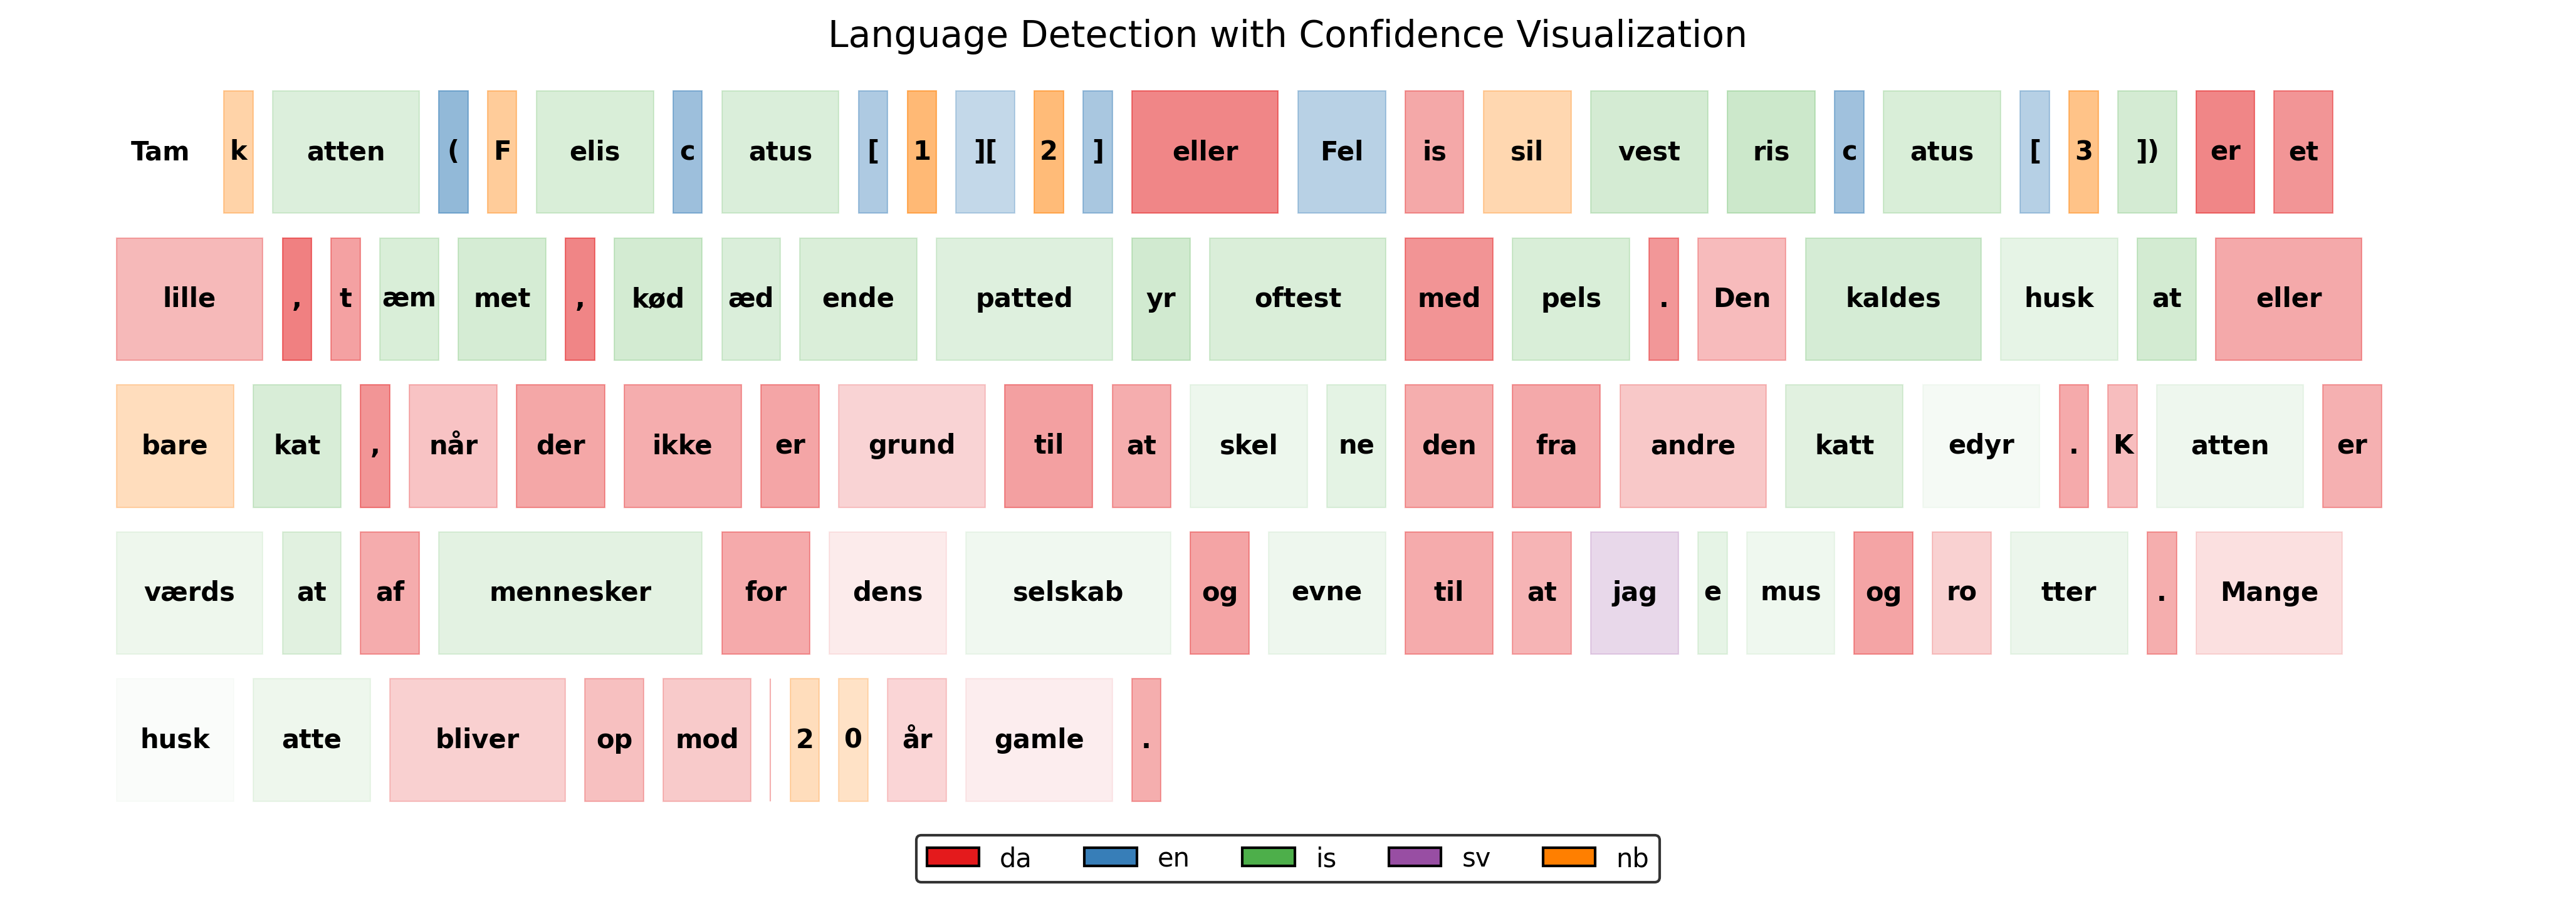 Language Detection with Confidence Visualization
Tam k atten ( F elis c atus [ 1 ][ 2 ] eller Fel is sil vest ris c atus [ 3 ]) er et
lille , t æm met , kød æd ende patted yr oftest med pels . Den kaldes husk at eller
bare kat , når der ikke er grund til at skel ne den fra andre katt edyr . K atten er
værds at af mennesker for dens selskab og evne til at jag e mus og ro tter . Mange
husk atte bliver op mod 2 0 år gamle .
da en is sv nb